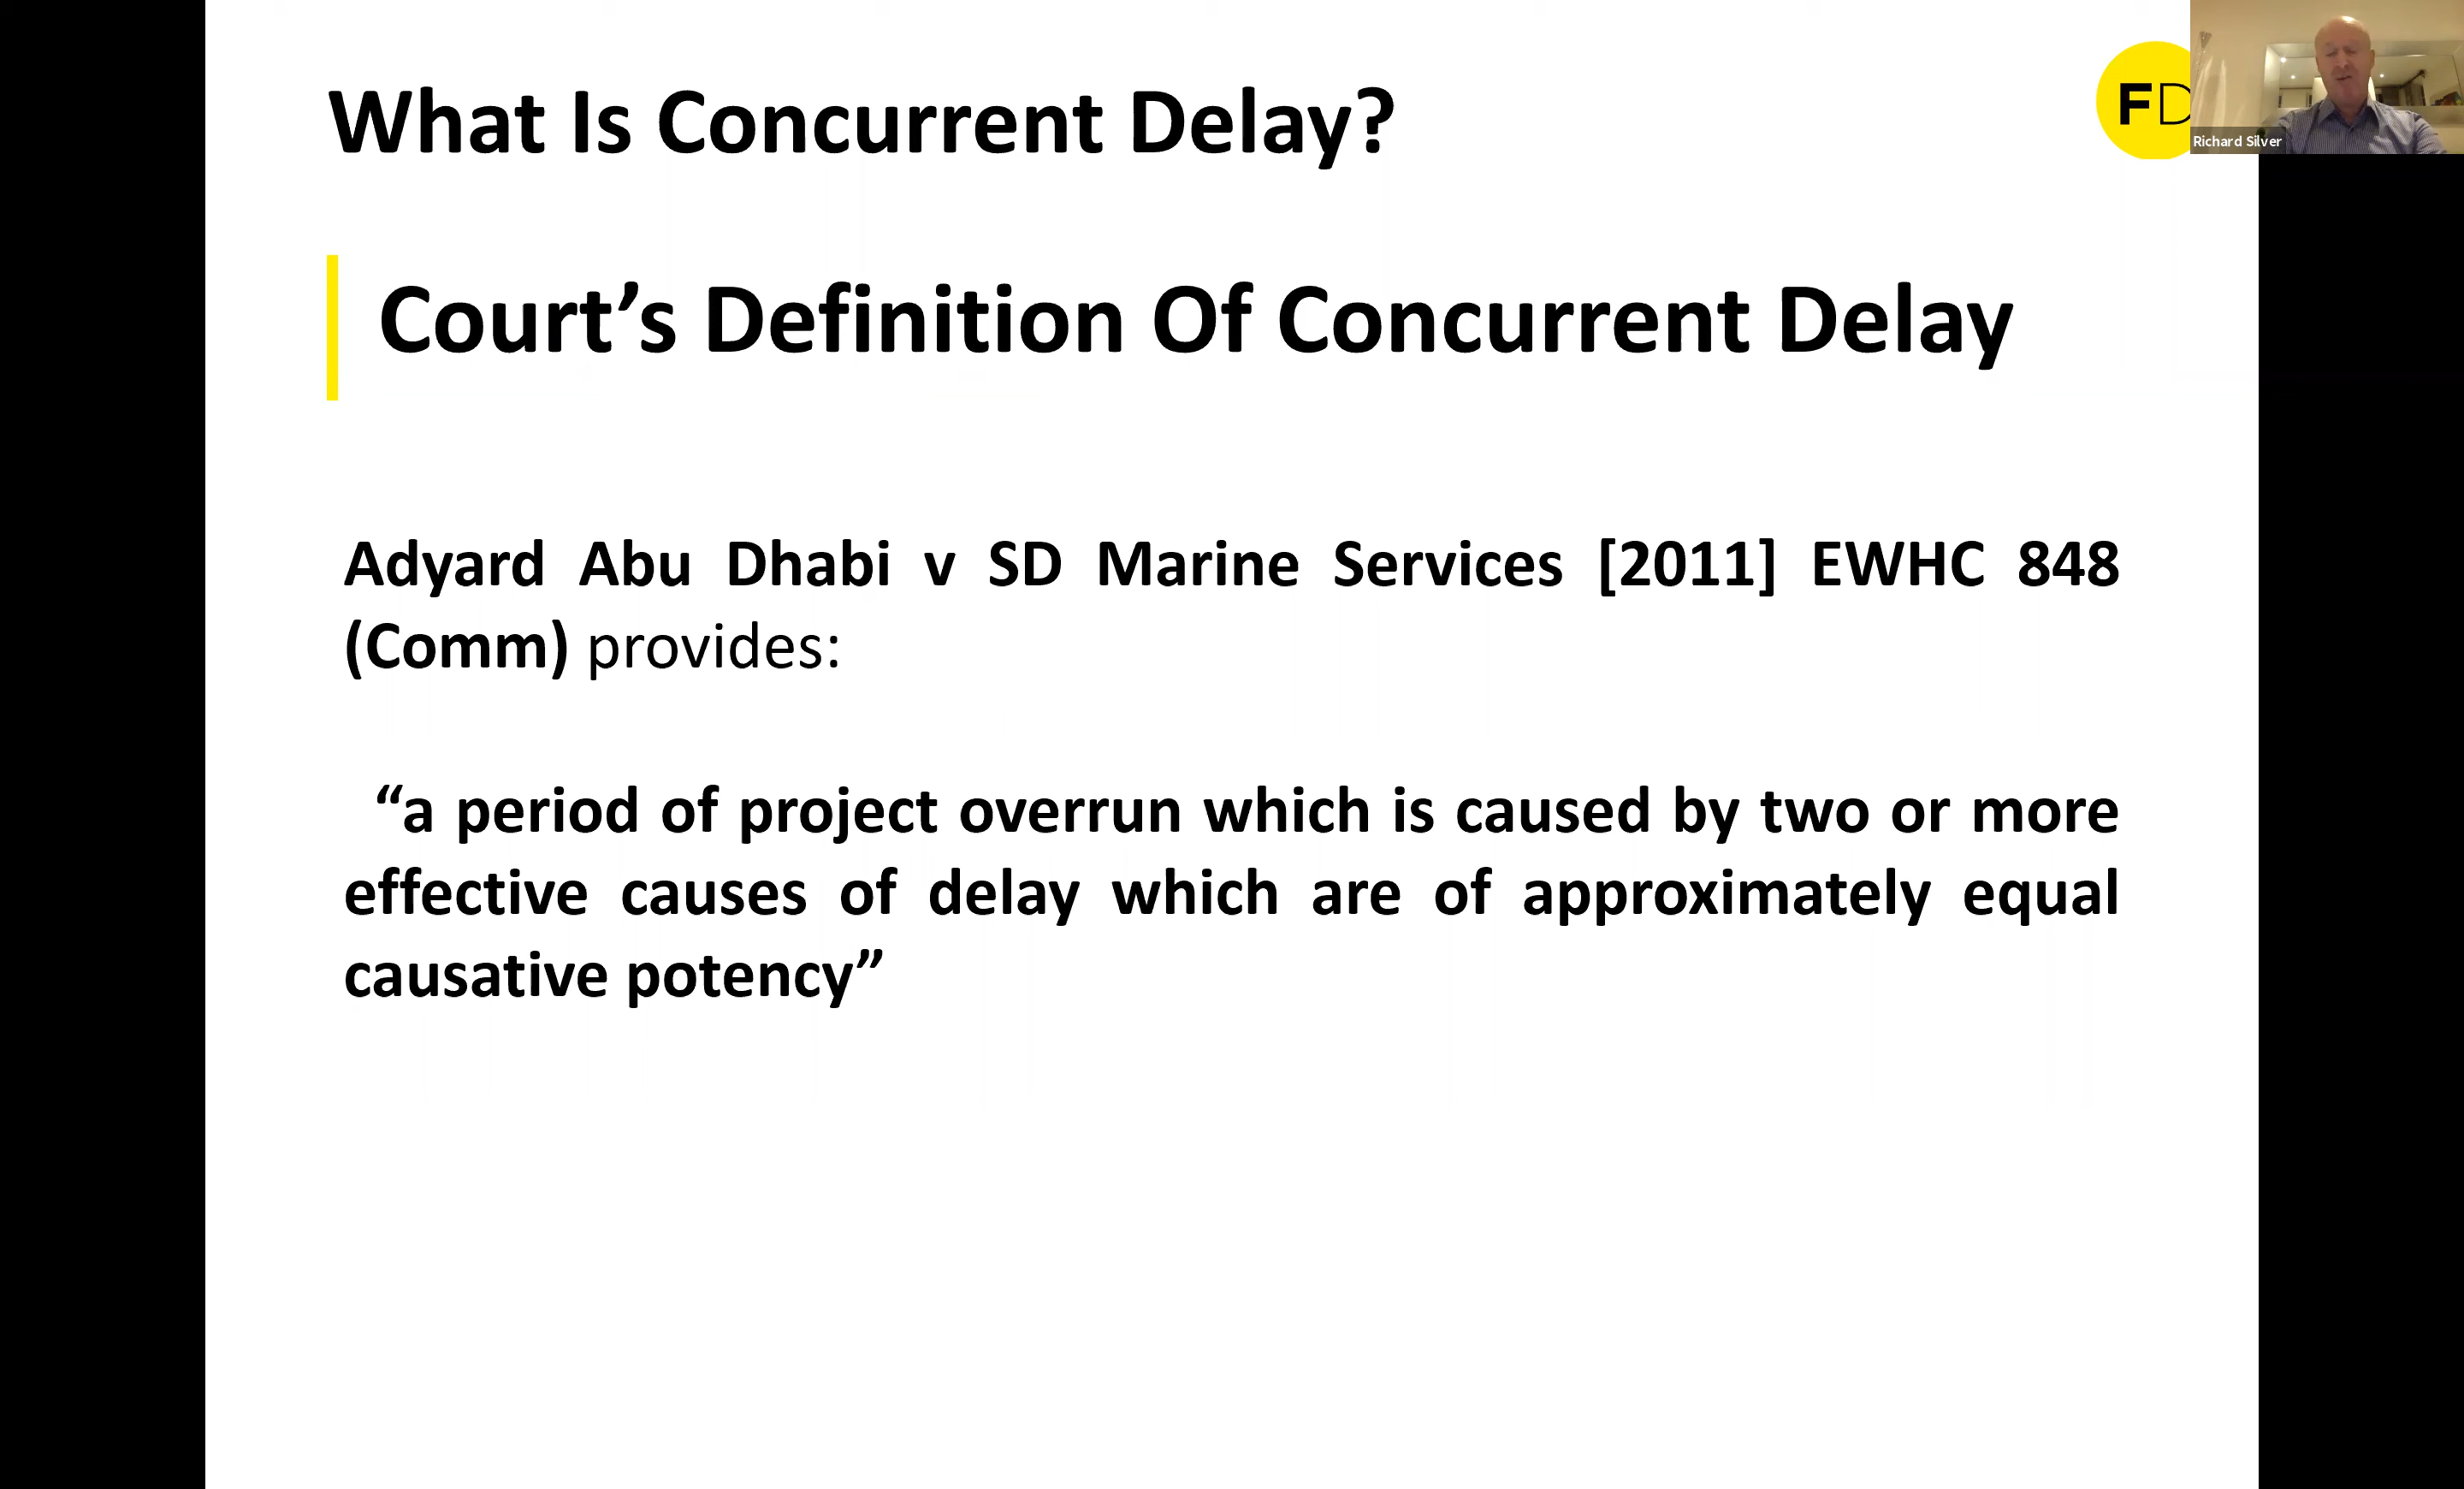 What Is Concurrent Delay?
FD
Richard Silver
Court’s Definition Of Concurrent Delay
Adyard Abu Dhabi v SD Marine Services [2011] EWHC 848
(Comm) provides:
“a period of project overrun which is caused by two or more
effective causes of delay which are of approximately equal
causative potency”